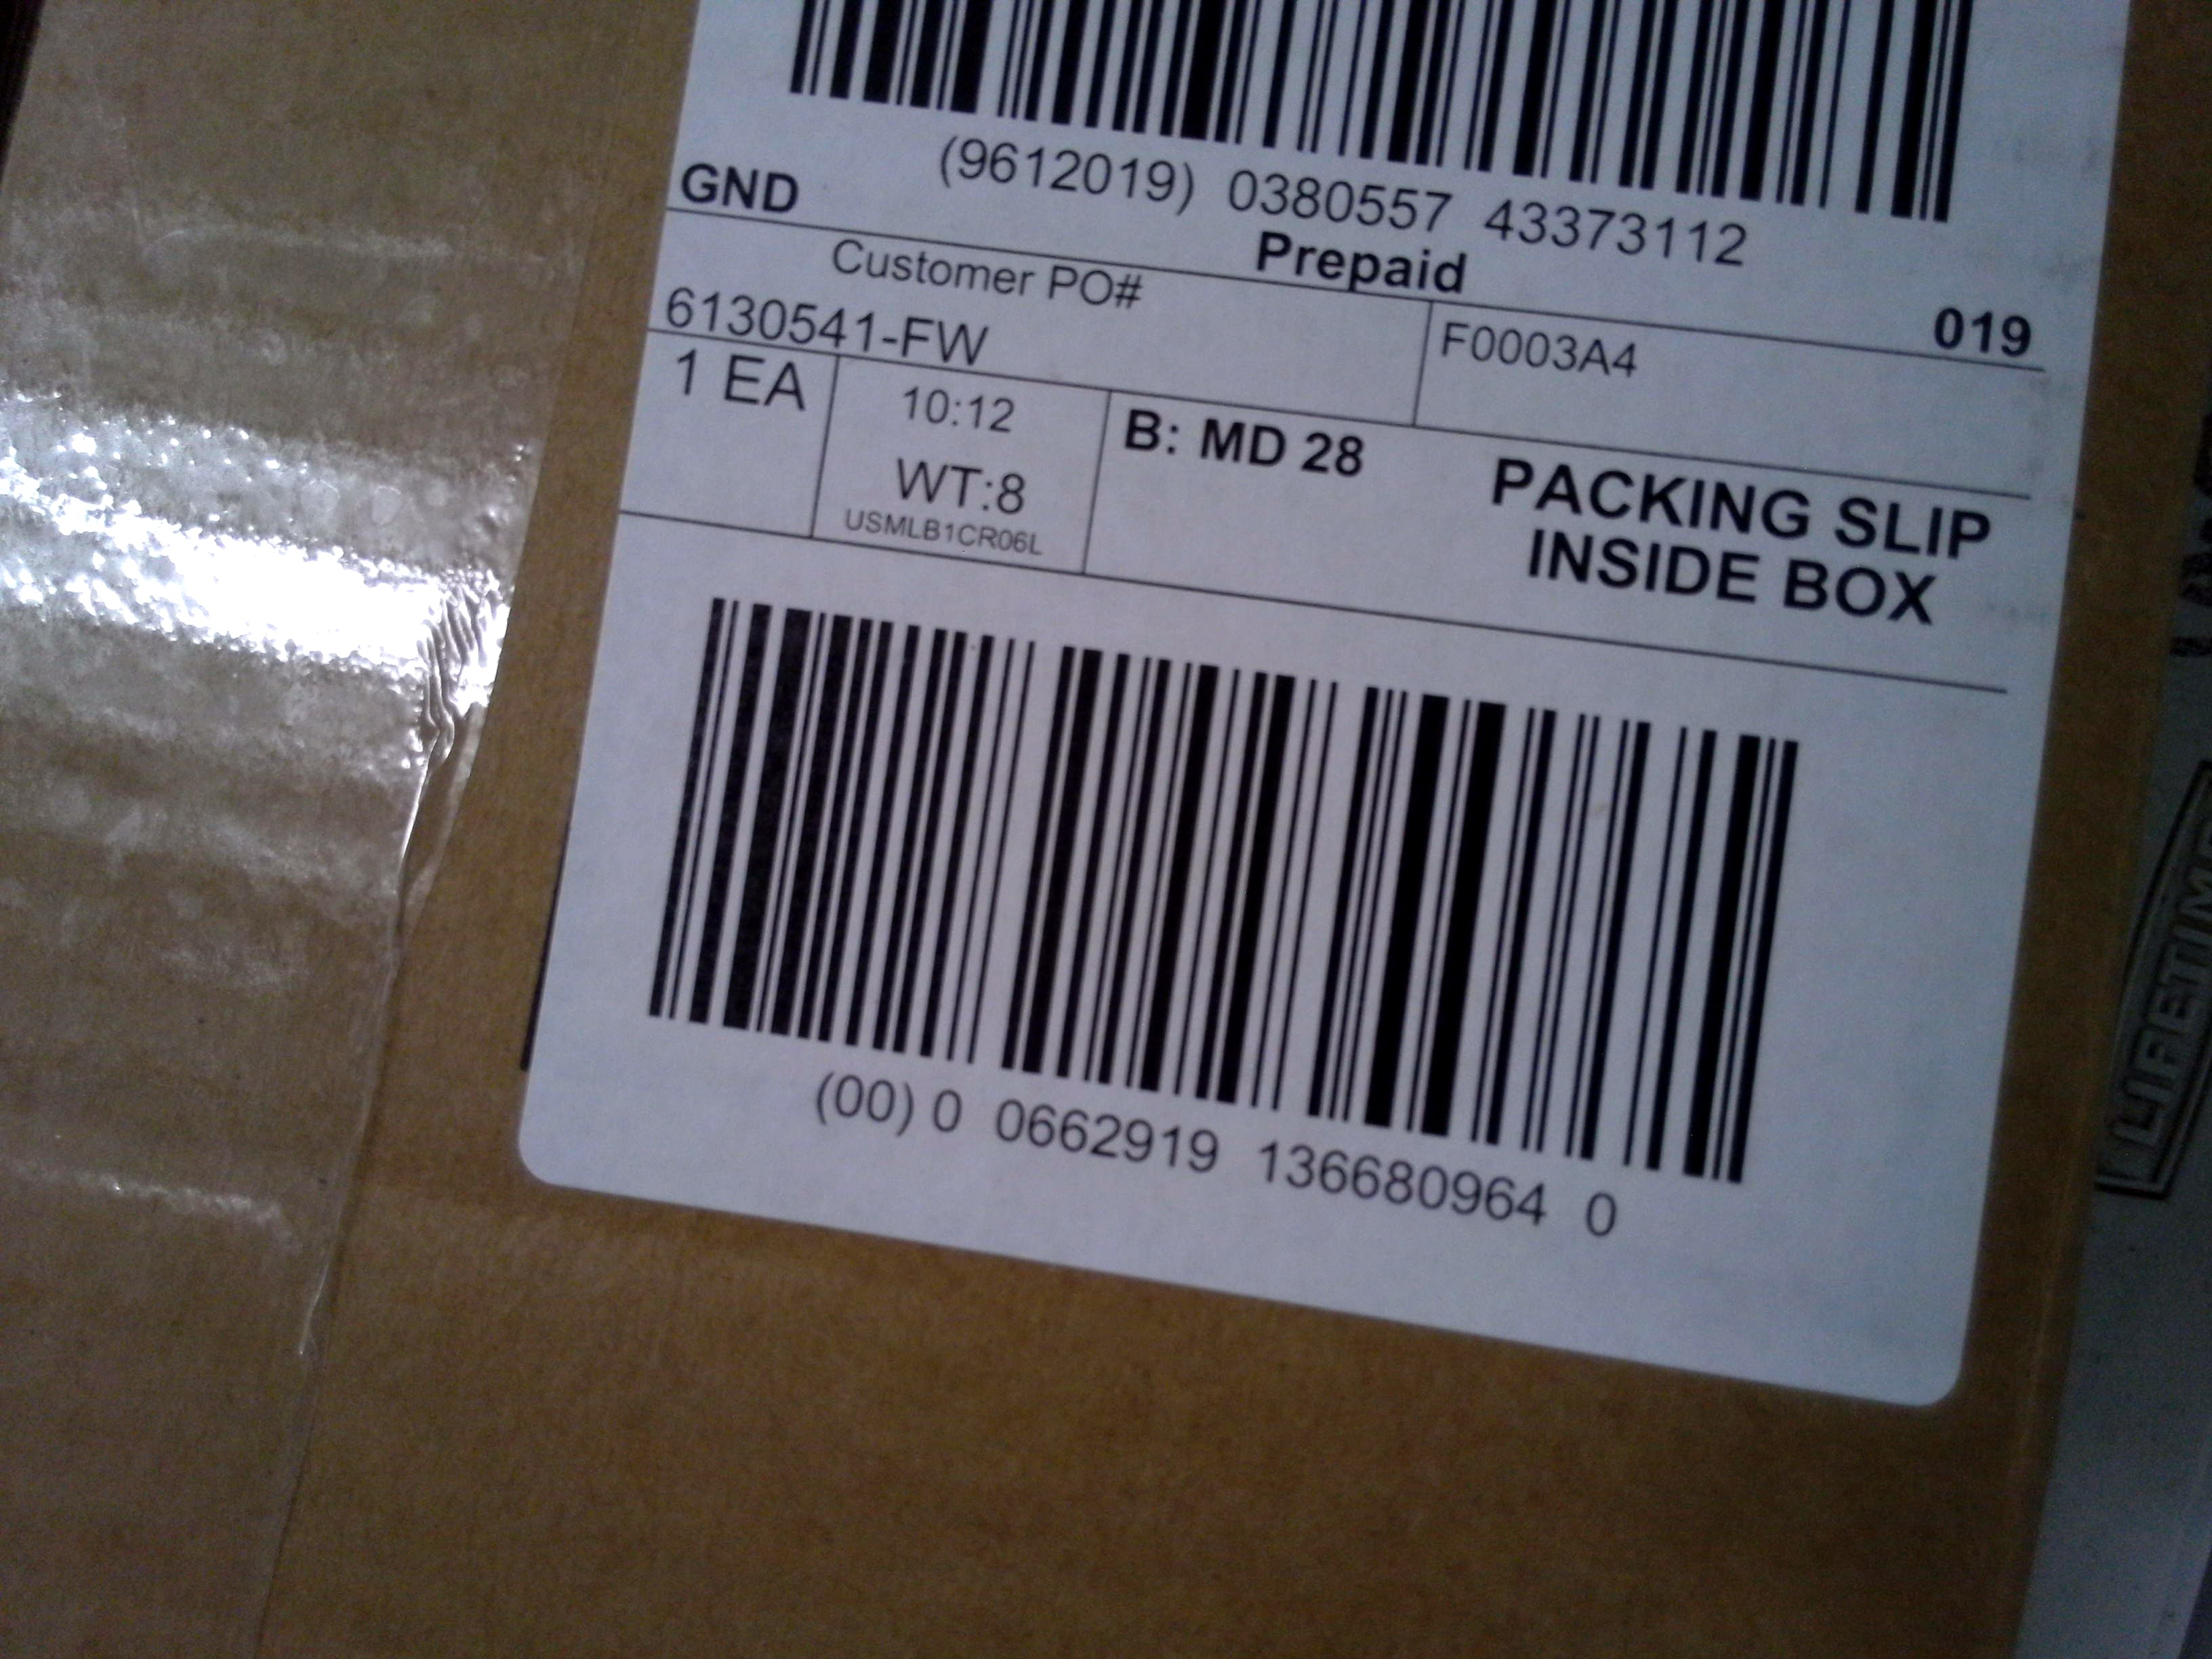 (9612019) 0380557 43373112
GND
Prepaid
019
Customer PO#
6130541-FW
F0003A4
1 EA
10:12
WT:8
USMLB1CR06L
B: MD 28
PACKING SLIP
INSIDE BOX
(00) 0 0662919 136680964 0
LIFETIME